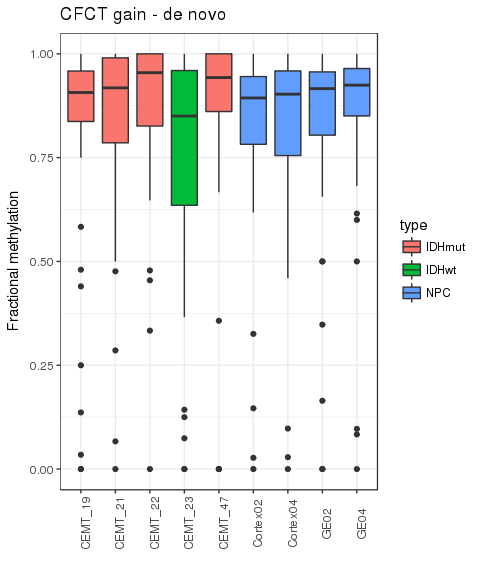 CFCT gain - de novo
Fractional methylation
1.00
0.75
0.50
0.25
0.00
CEMT_19
CEMT_21
CEMT_22
CEMT_23
CEMT_47
Cortex02
Cortex04
GE02
GE04
type
IDHmut
IDHwt
NPC